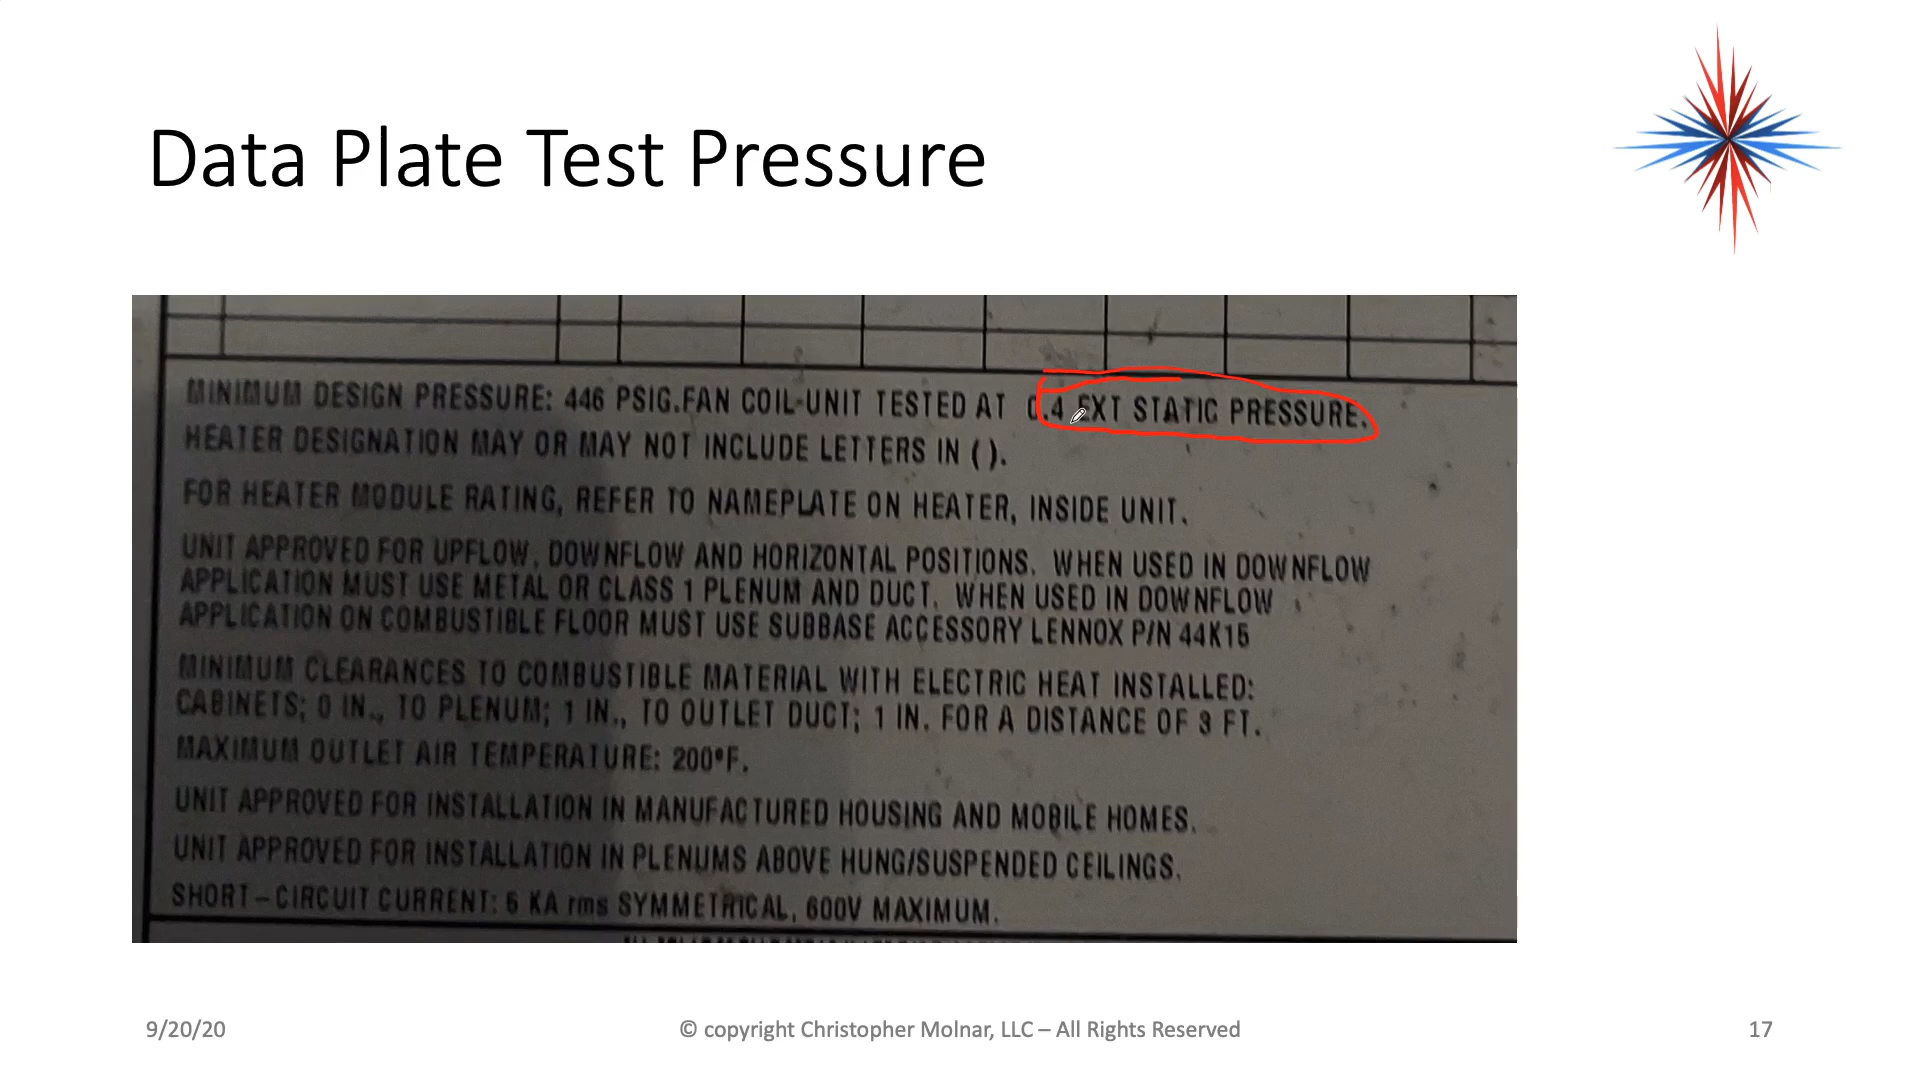 Data Plate Test Pressure
MINIMUM DESIGN PRESSURE: 446 PSIG.FAN COIL-UNIT TESTED AT 0.4 EXT STATIC PRESSURE.
HEATER DESIGNATION MAY OR MAY NOT INCLUDE LETTERS IN ( ).
FOR HEATER MODULE RATING, REFER TO NAMEPLATE ON HEATER, INSIDE UNIT.
UNIT APPROVED FOR UPFLOW, DOWNFLOW AND HORIZONTAL POSITIONS. WHEN USED IN DOWNFLOW
APPLICATION MUST USE METAL OR CLASS 1 PLENUM AND DUCT. WHEN USED IN DOWNFLOW
APPLICATION ON COMBUSTIBLE FLOOR MUST USE SUBBASE ACCESSORY LENNOX P/N 44K15
MINIMUM CLEARANCES TO COMBUSTIBLE MATERIAL WITH ELECTRIC HEAT INSTALLED:
CABINETS; 0 IN., TO PLENUM; 1 IN., TO OUTLET DUCT; 1 IN. FOR A DISTANCE OF 3 FT.
MAXIMUM OUTLET AIR TEMPERATURE: 200°F.
UNIT APPROVED FOR INSTALLATION IN MANUFACTURED HOUSING AND MOBILE HOMES.
UNIT APPROVED FOR INSTALLATION IN PLENUMS ABOVE HUNG/SUSPENDED CEILINGS.
SHORT-CIRCUIT CURRENT: 5 KA rms SYMMETRICAL, 600V MAXIMUM.
9/20/20
© copyright Christopher Molnar, LLC – All Rights Reserved
17